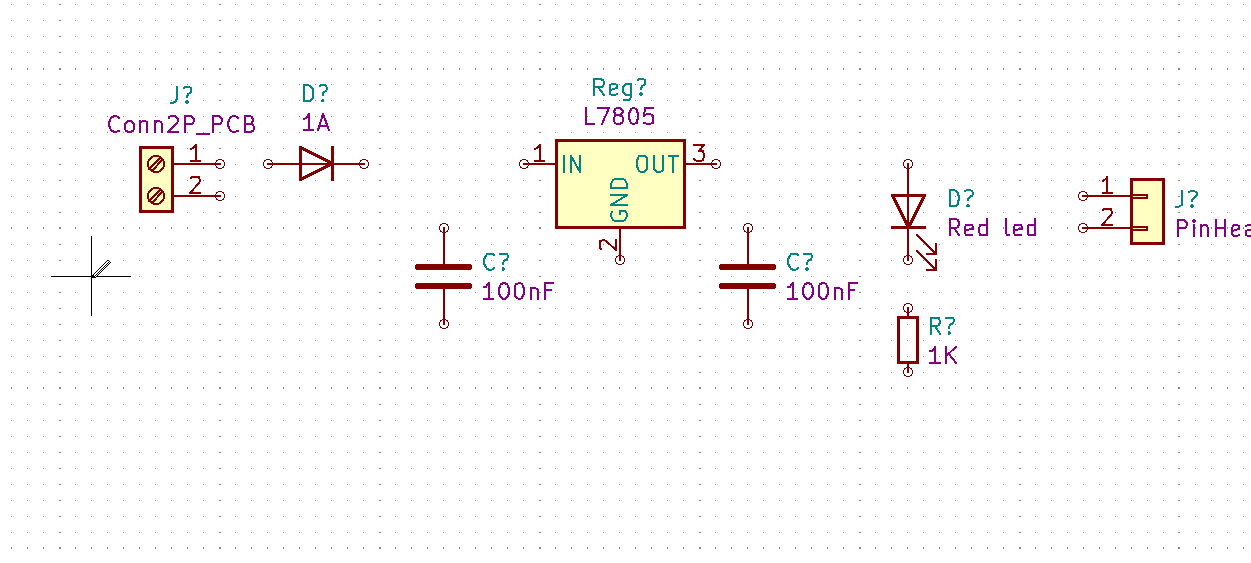 J?
Conn2P_PCB
1
2
D?
1A
Reg?
L7805
1
IN
OUT
3
GND
2
C?
100nF
C?
100nF
D?
Red led
R?
1K
1
2
J?
PinHea